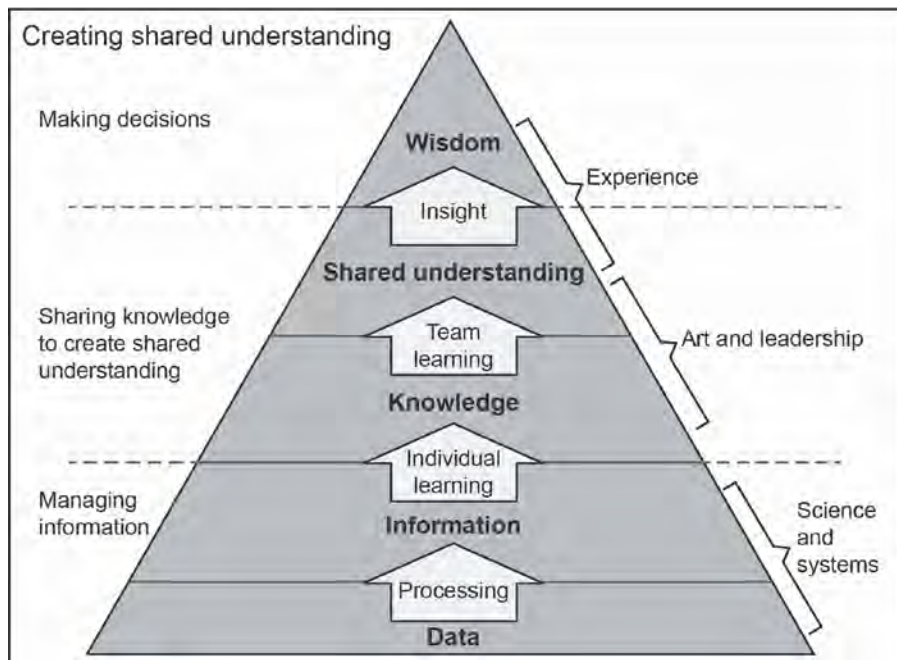 Creating shared understanding
Making decisions
Wisdom
Experience
Insight
Shared understanding
Sharing knowledge
to create shared
understanding
Team
learning
Art and leadership
Knowledge
Individual
learning
Managing
information
Information
Science
and
systems
Processing
Data